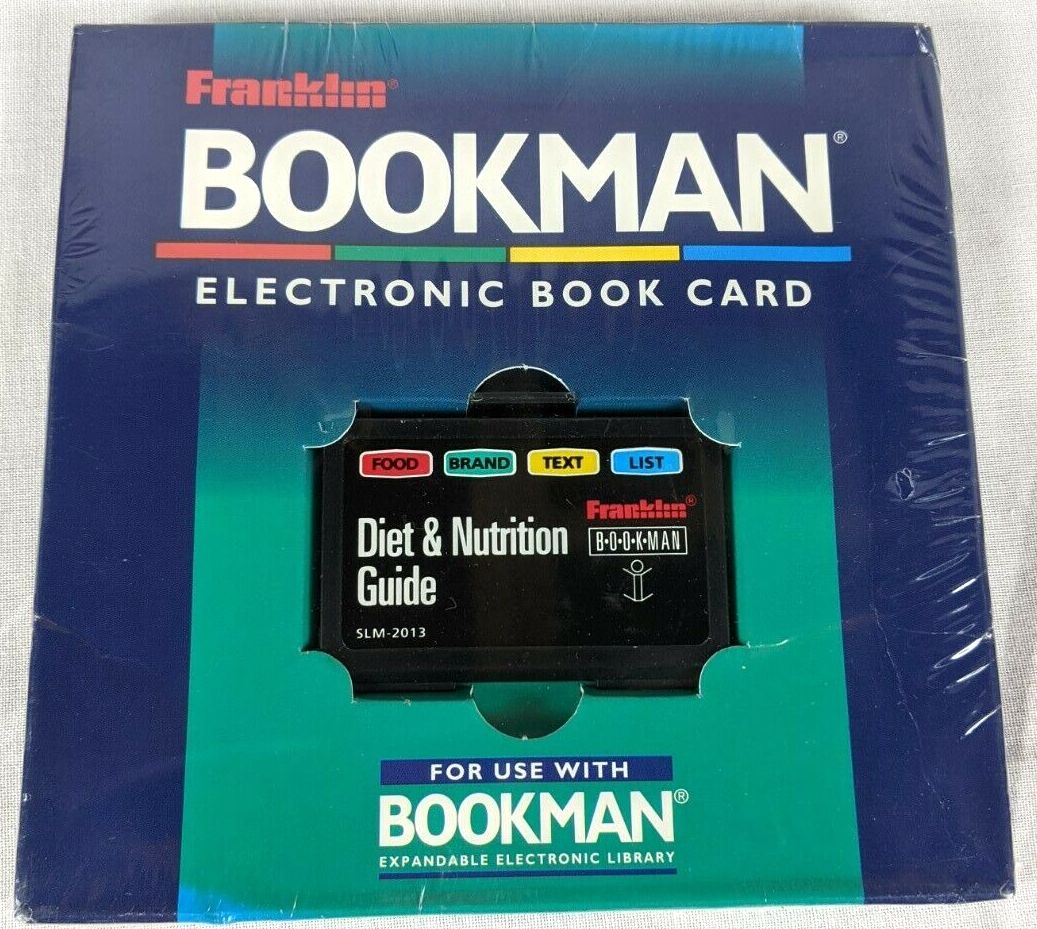 Franklin®
BOOKMAN®
ELECTRONIC BOOK CARD
FOOD BRAND TEXT LIST
Franklin®
B•O•O•K•MAN
Diet & Nutrition
Guide
SLM-2013
FOR USE WITH
BOOKMAN®
EXPANDABLE ELECTRONIC LIBRARY